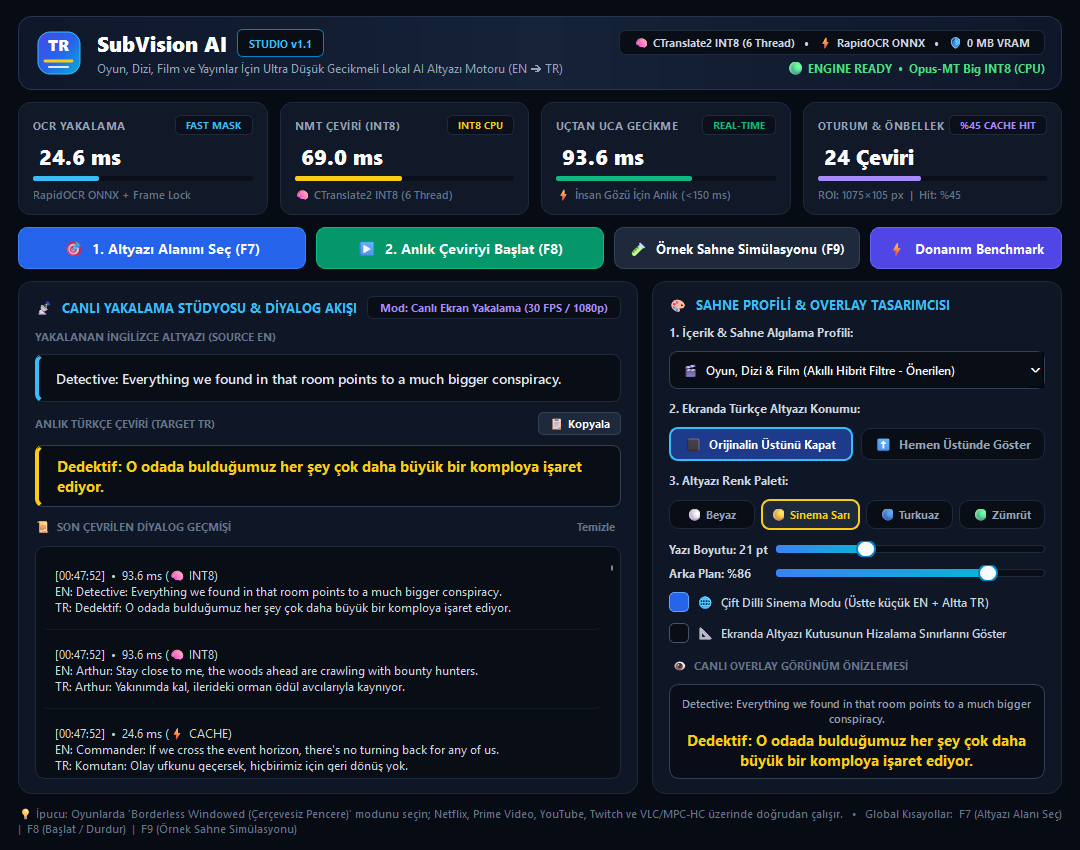 TR SubVision AI STUDIO v1.1
Oyun, Dizi, Film ve Yayınlar İçin Ultra Düşük Gecikmeli Lokal AI Altyazı Motoru (EN ➔ TR)
🧠 CTranslate2 INT8 (6 Thread) • ⚡ RapidOCR ONNX • 🛡️ 0 MB VRAM
🟢 ENGINE READY • Opus-MT Big INT8 (CPU)
OCR YAKALAMA FAST MASK
24.6 ms
RapidOCR ONNX + Frame Lock
NMT ÇEVİRİ (INT8) INT8 CPU
69.0 ms
🧠 CTranslate2 INT8 (6 Thread)
UÇTAN UCA GECİKME REAL-TIME
93.6 ms
⚡ İnsan Gözü İçin Anlık (<150 ms)
OTURUM & ÖNBELLEK %45 CACHE HIT
24 Çeviri
ROI: 1075×105 px | Hit: %45
🎯 1. Altyazı Alanını Seç (F7)
▶️ 2. Anlık Çeviriyi Başlat (F8)
🧪 Örnek Sahne Simülasyonu (F9)
⚡ Donanım Benchmark
📡 CANLI YAKALAMA STÜDYOSU & DİYALOG AKIŞI
Mod: Canlı Ekran Yakalama (30 FPS / 1080p)
YAKALANAN İNGİLİZCE ALTYAZI (SOURCE EN)
Detective: Everything we found in that room points to a much bigger conspiracy.
ANLIK TÜRKÇE ÇEVİRİ (TARGET TR)
📋 Kopyala
Dedektif: O odada bulduğumuz her şey çok daha büyük bir komploya işaret
ediyor.
📜 SON ÇEVRİLEN DİYALOG GEÇMİŞİ
Temizle
[00:47:52] • 93.6 ms (🧠 INT8)
EN: Detective: Everything we found in that room points to a much bigger conspiracy.
TR: Dedektif: O odada bulduğumuz her şey çok daha büyük bir komploya işaret ediyor.
[00:47:52] • 93.6 ms (🧠 INT8)
EN: Arthur: Stay close to me, the woods ahead are crawling with bounty hunters.
TR: Arthur: Yakınımda kal, ilerideki orman ödül avcılarıyla kaynıyor.
[00:47:52] • 24.6 ms (⚡ CACHE)
EN: Commander: If we cross the event horizon, there's no turning back for any of us.
TR: Komutan: Olay ufkunu geçersek, hiçbirimiz için geri dönüş yok.
🎨 SAHNE PROFİLİ & OVERLAY TASARIMCISI
1. İçerik & Sahne Algılama Profili:
🎬 Oyun, Dizi & Film (Akıllı Hibrit Filtre - Önerilen)
2. Ekranda Türkçe Altyazı Konumu:
⬛ Orijinalin Üstünü Kapat
⬆️ Hemen Üstünde Göster
3. Altyazı Renk Paleti:
⚪ Beyaz
🟡 Sinema Sarı
🔵 Turkuaz
🟢 Zümrüt
Yazı Boyutu: 21 pt
Arka Plan: %86
🌐 Çift Dilli Sinema Modu (Üstte küçük EN + Altta TR)
📐 Ekranda Altyazı Kutusunun Hizalama Sınırlarını Göster
👁️ CANLI OVERLAY GÖRÜNÜM ÖNİZLEMESİ
Detective: Everything we found in that room points to a much bigger
conspiracy.
Dedektif: O odada bulduğumuz her şey çok daha
büyük bir komploya işaret ediyor.
💡 İpucu: Oyunlarda 'Borderless Windowed (Çerçevesiz Pencere)' modunu seçin; Netflix, Prime Video, YouTube, Twitch ve VLC/MPC-HC üzerinde doğrudan çalışır. • Global Kısayollar: F7 (Altyazı Alanı Seç)
| F8 (Başlat / Durdur) | F9 (Örnek Sahne Simülasyonu)